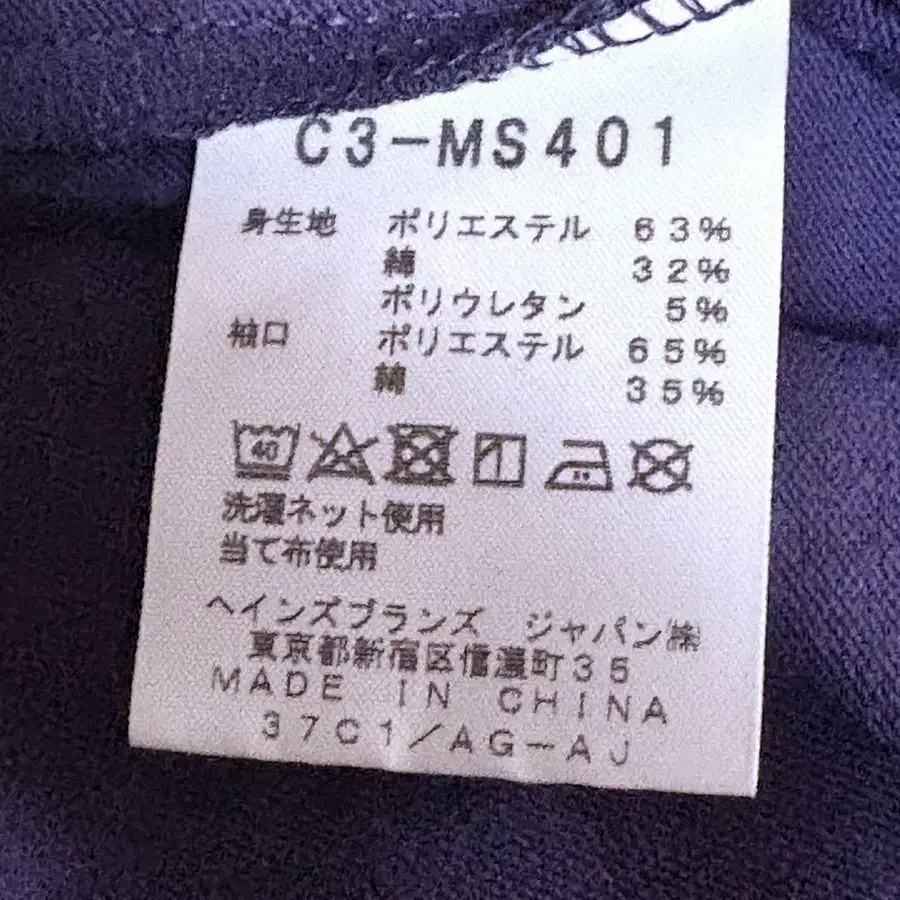 C3-MS401
身生地 ポリエステル 63%
綿 32%
ポリウレタン 5%
袖口 ポリエステル 65%
綿 35%
40
洗濯ネット使用
当て布使用
ヘインズブランズ ジャパン㈱
東京都新宿区信濃町35
MADE IN CHINA
37C1/AG-AJ